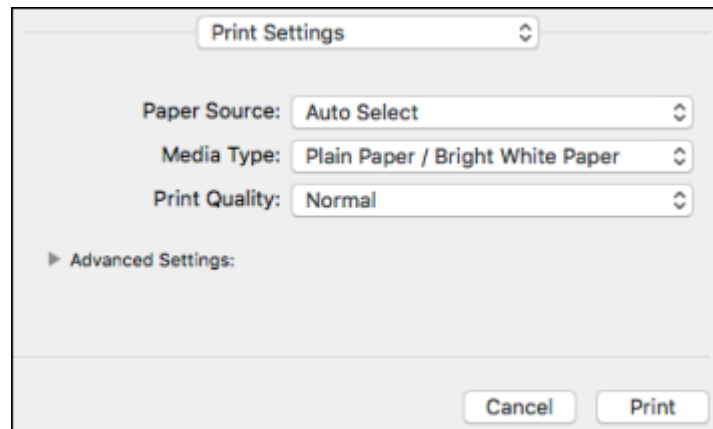 Print Settings
Paper Source: Auto Select
Media Type: Plain Paper / Bright White Paper
Print Quality: Normal
Advanced Settings:
Cancel Print